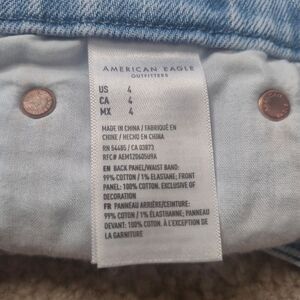 AMERICAN EAGLE
OUTFITTERS
US 4
CA 4
MX 4
MADE IN CHINA / FABRIQUÉ EN
CHINE / HECHO EN CHINA
RN 54485 / CA 03873
RFC# AEM120605U9A
EN BACK PANEL/WAIST BAND:
99% COTTON / 1% ELASTANE; FRONT
PANEL: 100% COTTON. EXCLUSIVE OF
DECORATION
FR PANNEAU ARRIÈRE/CEINTURE:
99% COTON / 1% ÉLASTHANNE; PANNEAU
DEVANT: 100% COTON. À L'EXCEPTION DE
LA GARNITURE